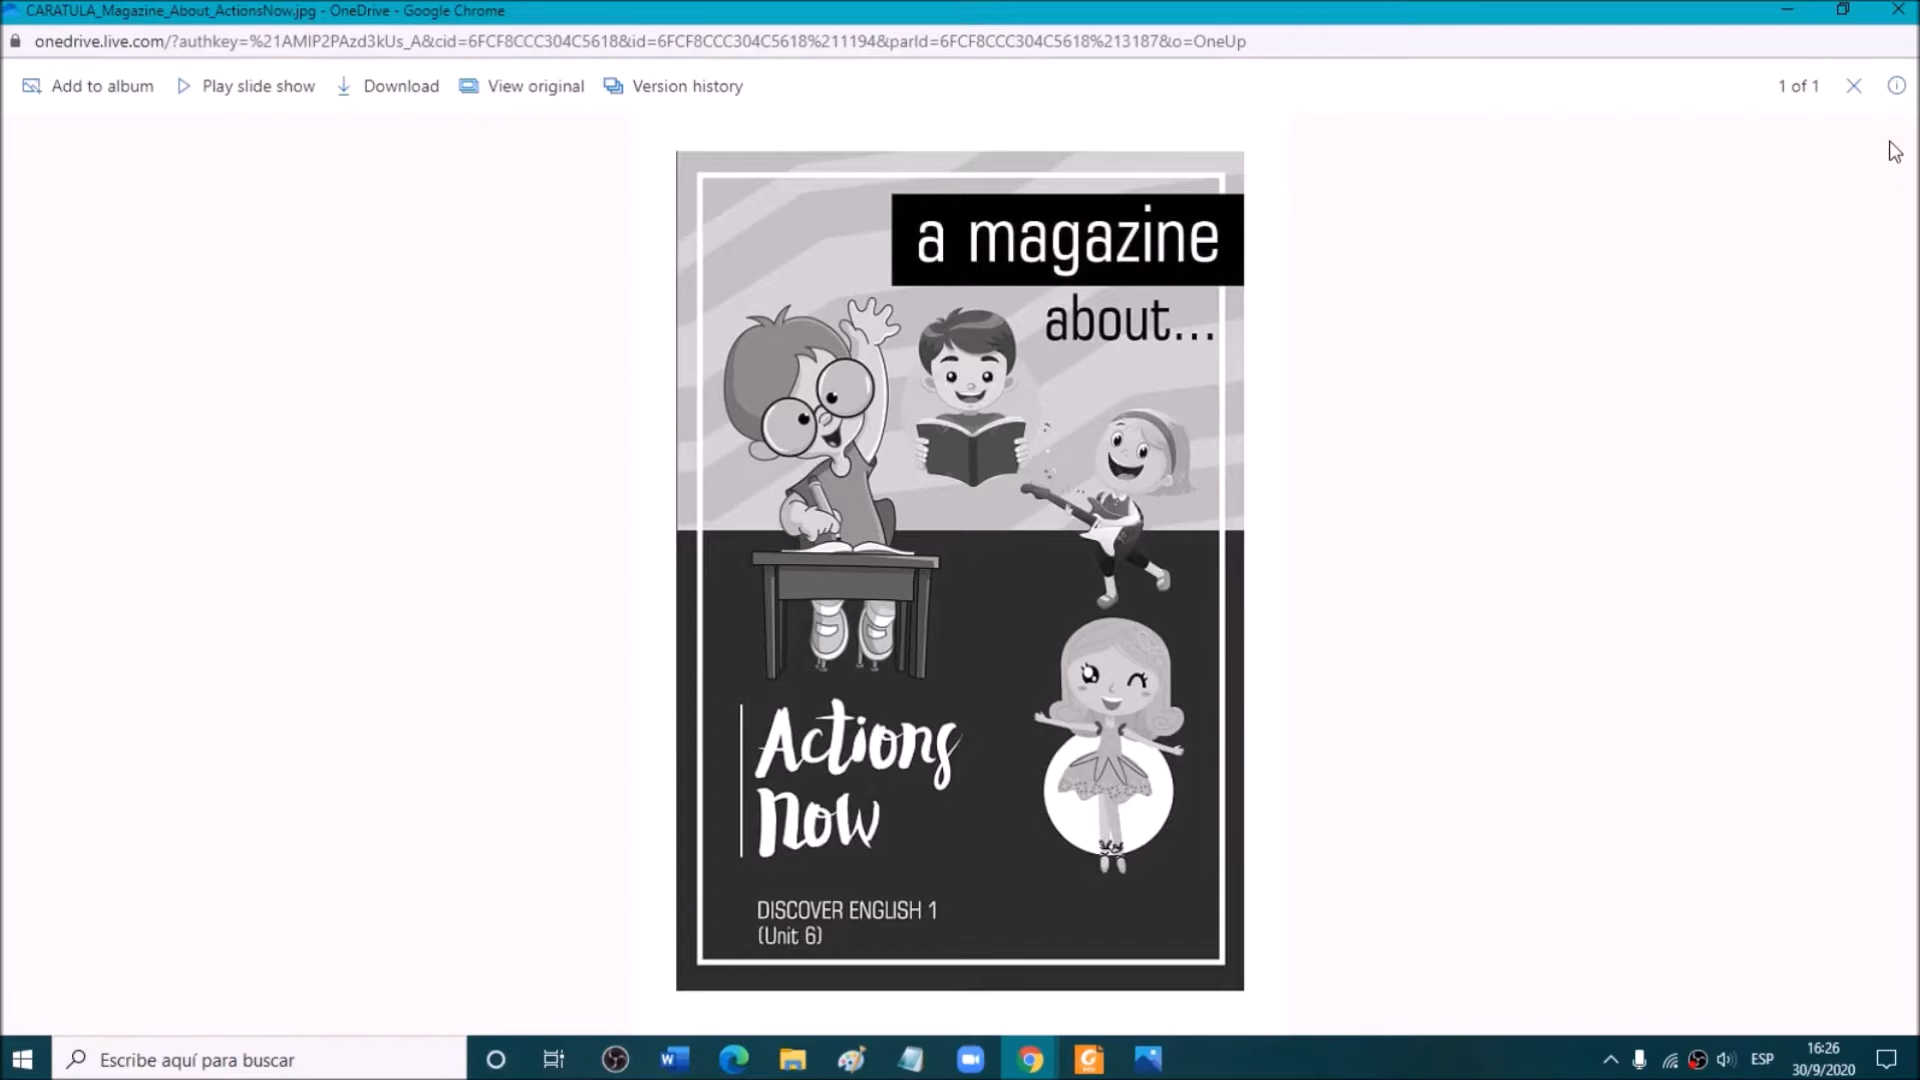 CARATULA_Magazine_About_ActionsNow.jpg - OneDrive - Google Chrome
onedrive.live.com/?authkey=%21AMIP2PAzd3kUs_A&cid=6FCF8CCC304C5618&id=6FCF8CCC304C5618%211194&parId=6FCF8CCC304C5618%213187&o=OneUp
Add to album Play slide show Download View original Version history 1 of 1
a magazine
about...
Actions
Now
DISCOVER ENGLISH 1
(Unit 6)
Escribe aquí para buscar
ESP
16:26
30/9/2020